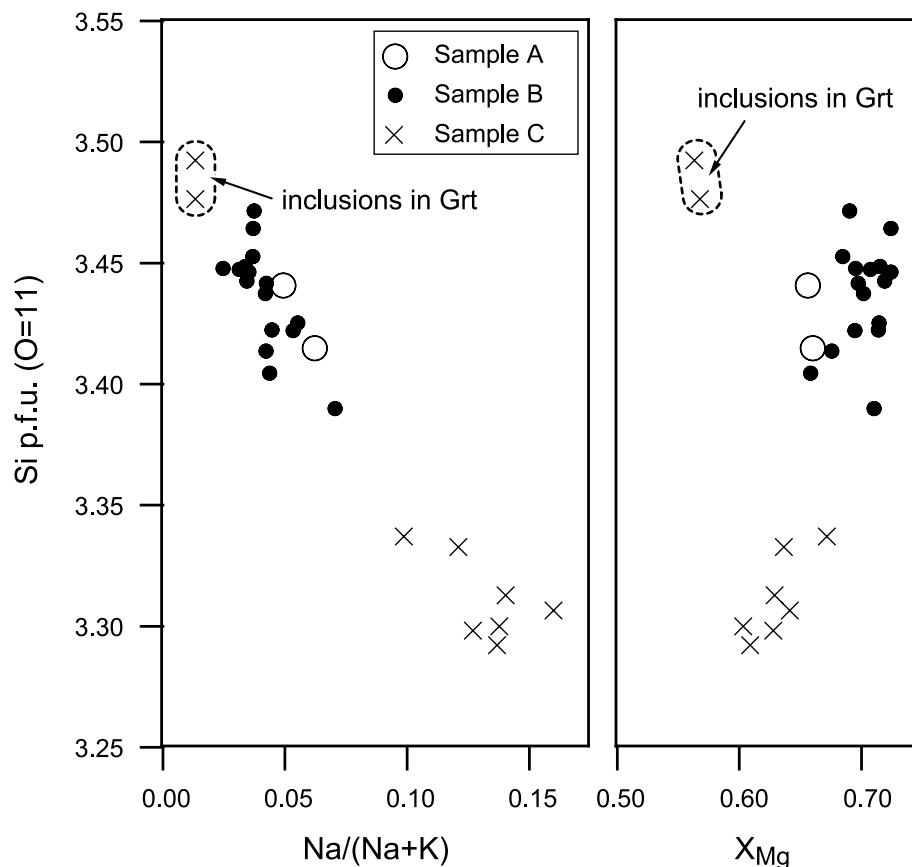 3.55
3.50
3.45
3.40
3.35
3.30
3.25
Si p.f.u. (O=11)
Sample A
Sample B
Sample C
inclusions in Grt
inclusions in Grt
0.00 0.05 0.10 0.15
Na/(Na+K)
0.50 0.60 0.70
XMg